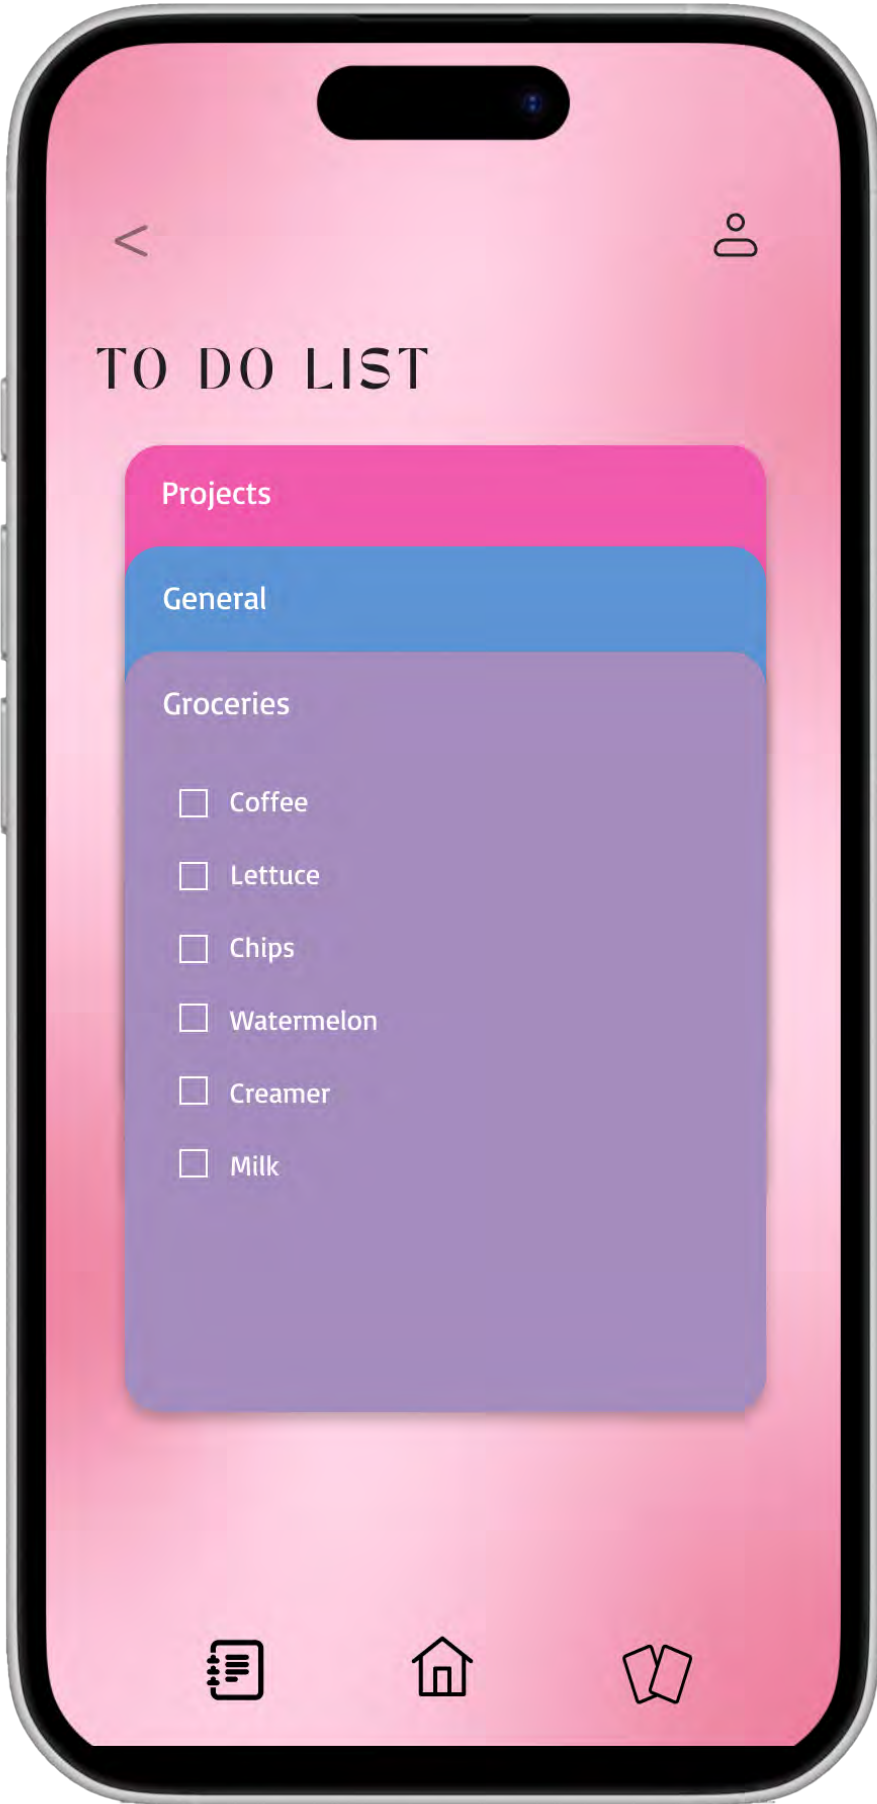 TO DO LIST
Projects
General
Groceries
Coffee
Lettuce
Chips
Watermelon
Creamer
Milk